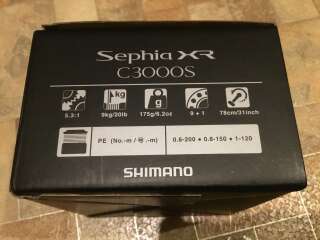 Sephia XR
C3000S
kg g
5.3:1 9kg/20lb 175g/6.2oz 9+1 78cm/31inch
PE (No.-m / 号.-m) 0.6-200 • 0.8-150 • 1-120
SHIMANO